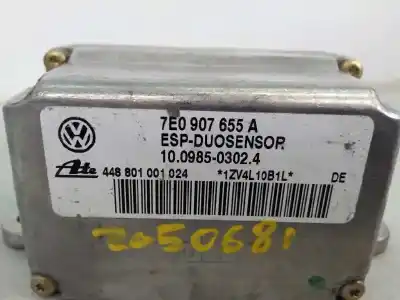 7E0 907 655 A
ESP-DUOSENSOR
10.0985-0302.4
Ate
448 801 001 024 *1ZV4L10B1L* DE
2050681